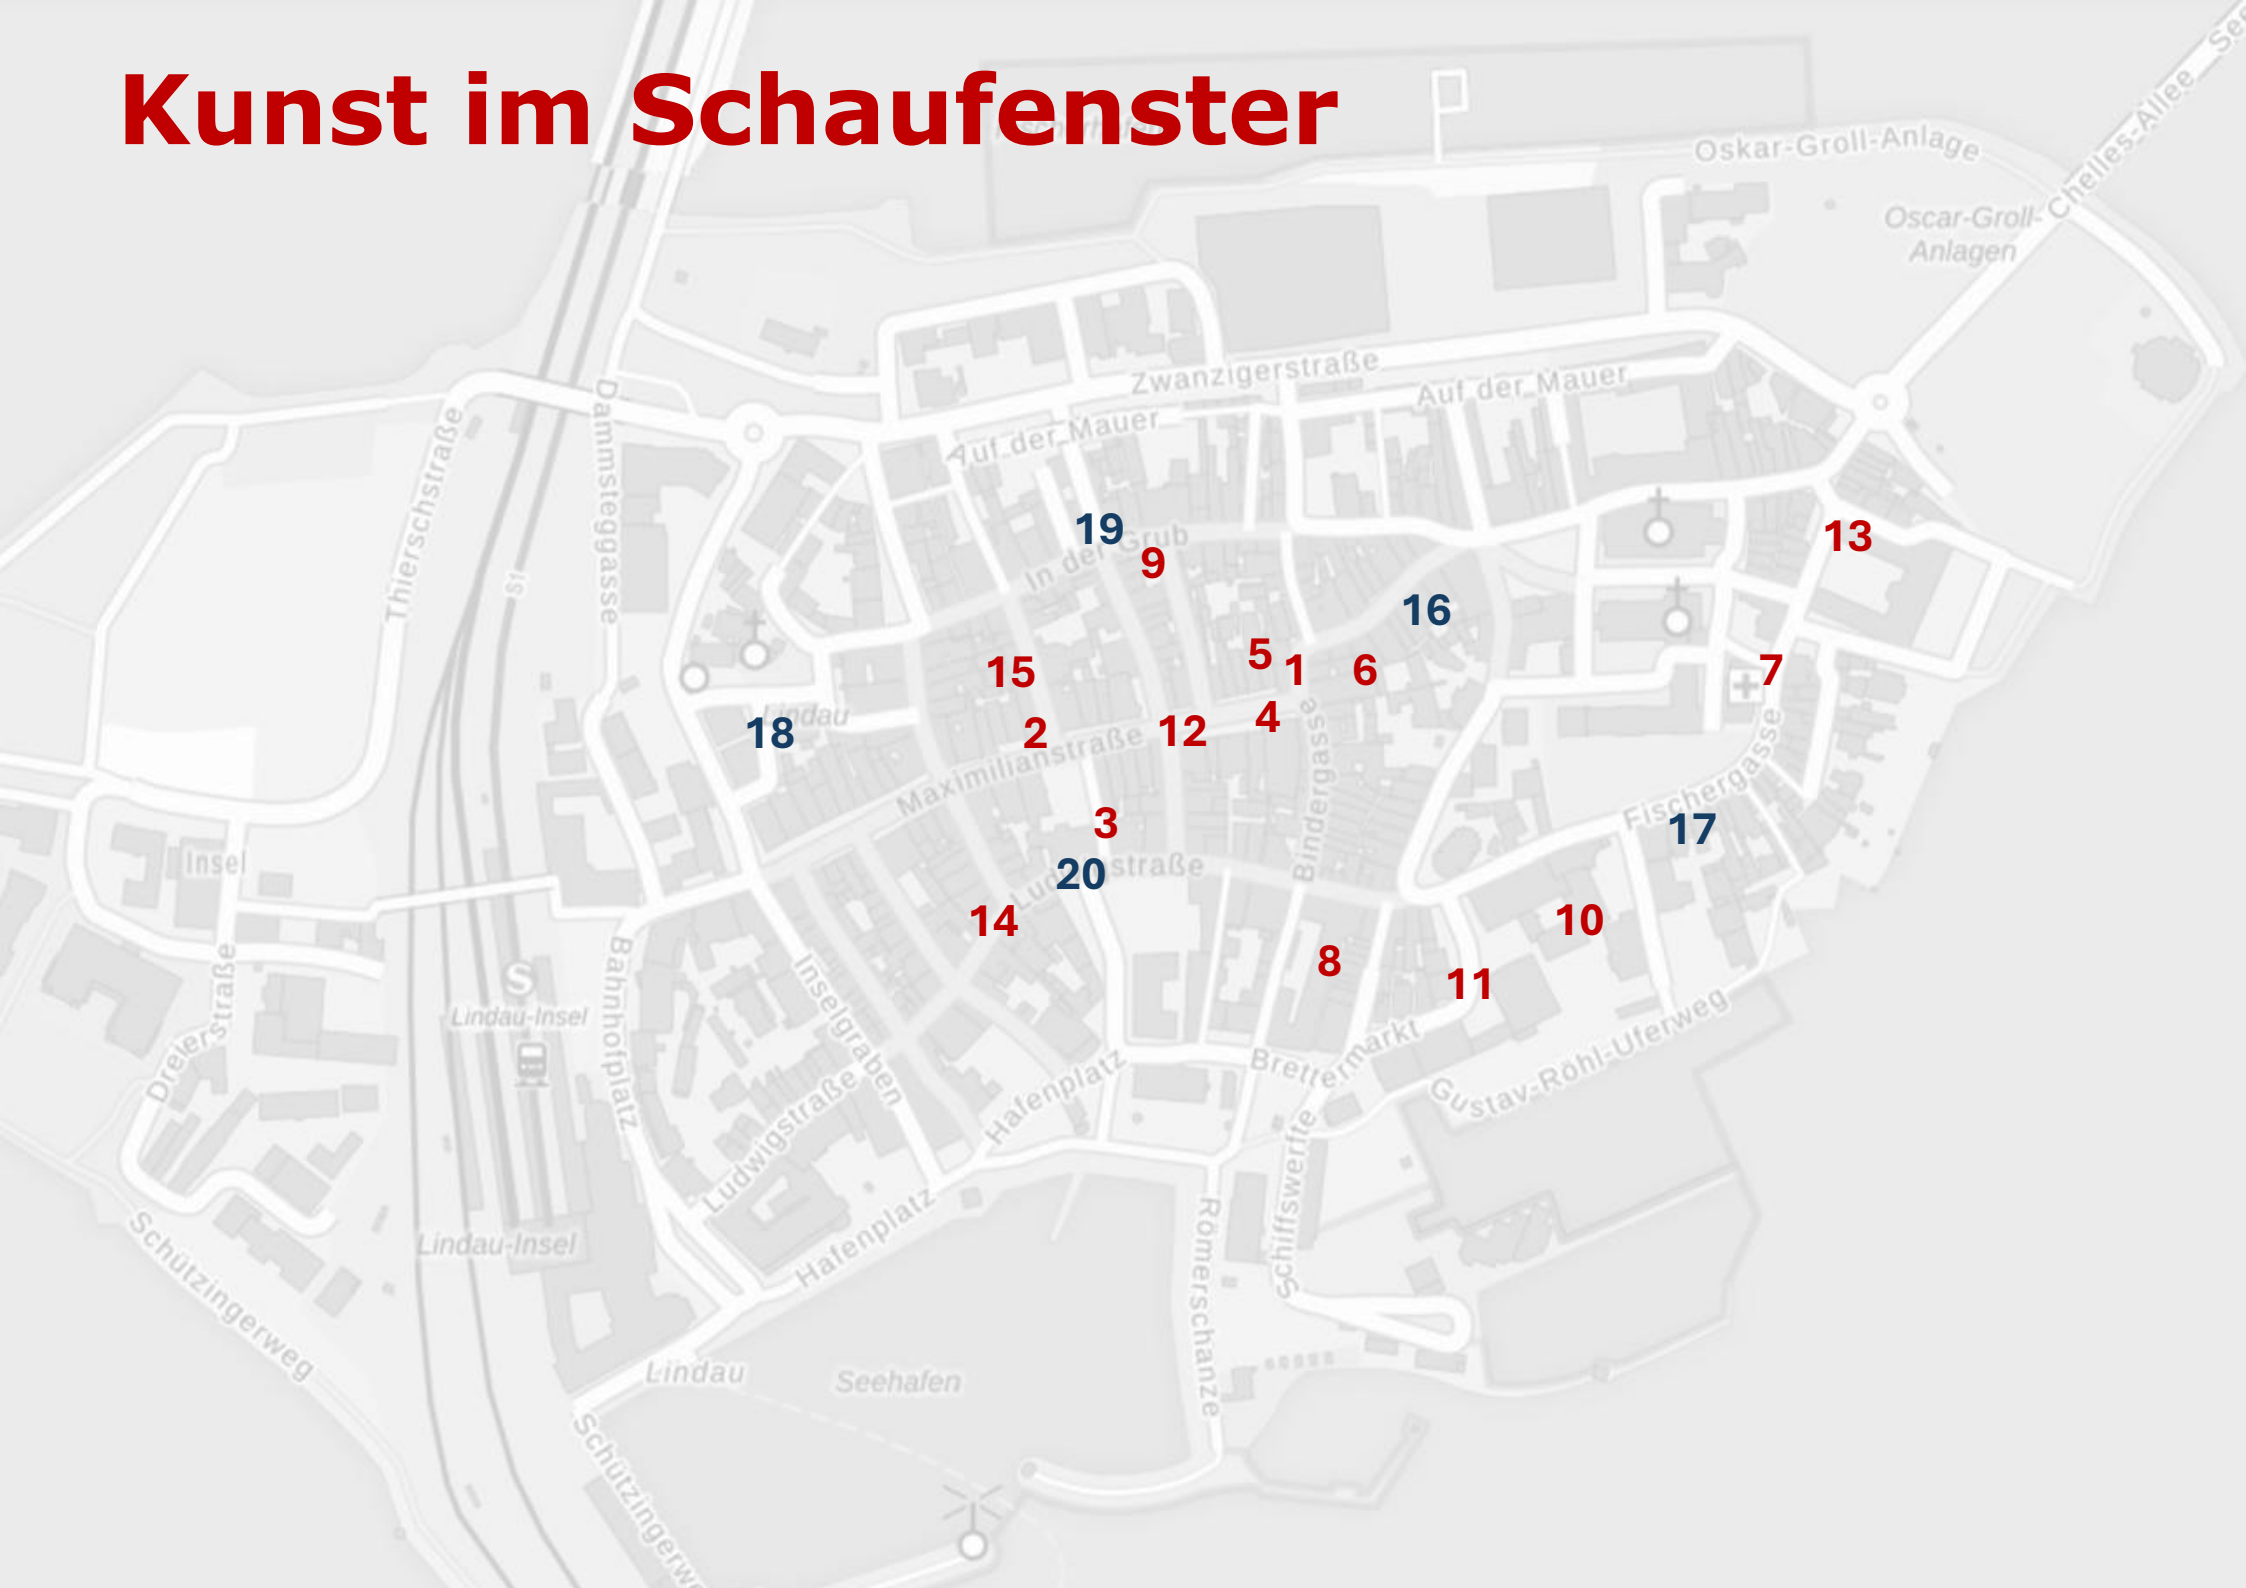 Kunst im Schaufenster
Oskar-Groll-Anlage
Chelles-Allee
Oscar-Groll-
Anlagen
Zwanzigerstraße
Auf der Mauer
Auf der Mauer
Dammsteggasse
Thierschstraße
S1
19
In der Grub
9
13
16
5
1
6
15
7
18
Lindau
2
12
4
Maximilianstraße
Bindergasse
Fischergasse
3
17
20
straße
Insel
14
10
8
11
Bahnhofplatz
Inselgraben
Dreierstraße
S
Lindau-Insel
Brettermarkt
Gustav-Röhl-Uferweg
Hafenplatz
Ludwigstraße
Schiffswerfte
Römerschanze
Hafenplatz
Lindau-Insel
Schützingerweg
Lindau
Seehafen